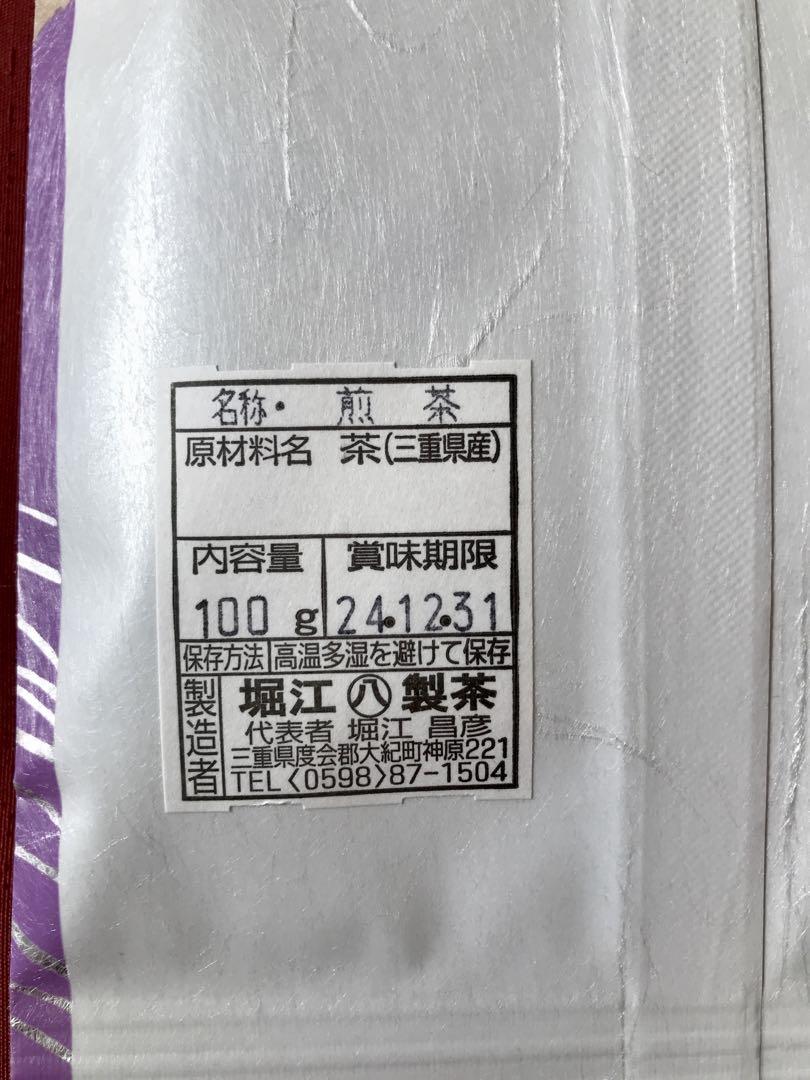 名称・ 煎 茶
原材料名 茶(三重県産)
内容量 賞味期限
100 g 24.12.31
保存方法 高温多湿を避けて保存
製造者 堀江 ㊇ 製茶
代表者 堀江 昌彦
三重県度会郡大紀町神原221
TEL〈0598〉87-1504